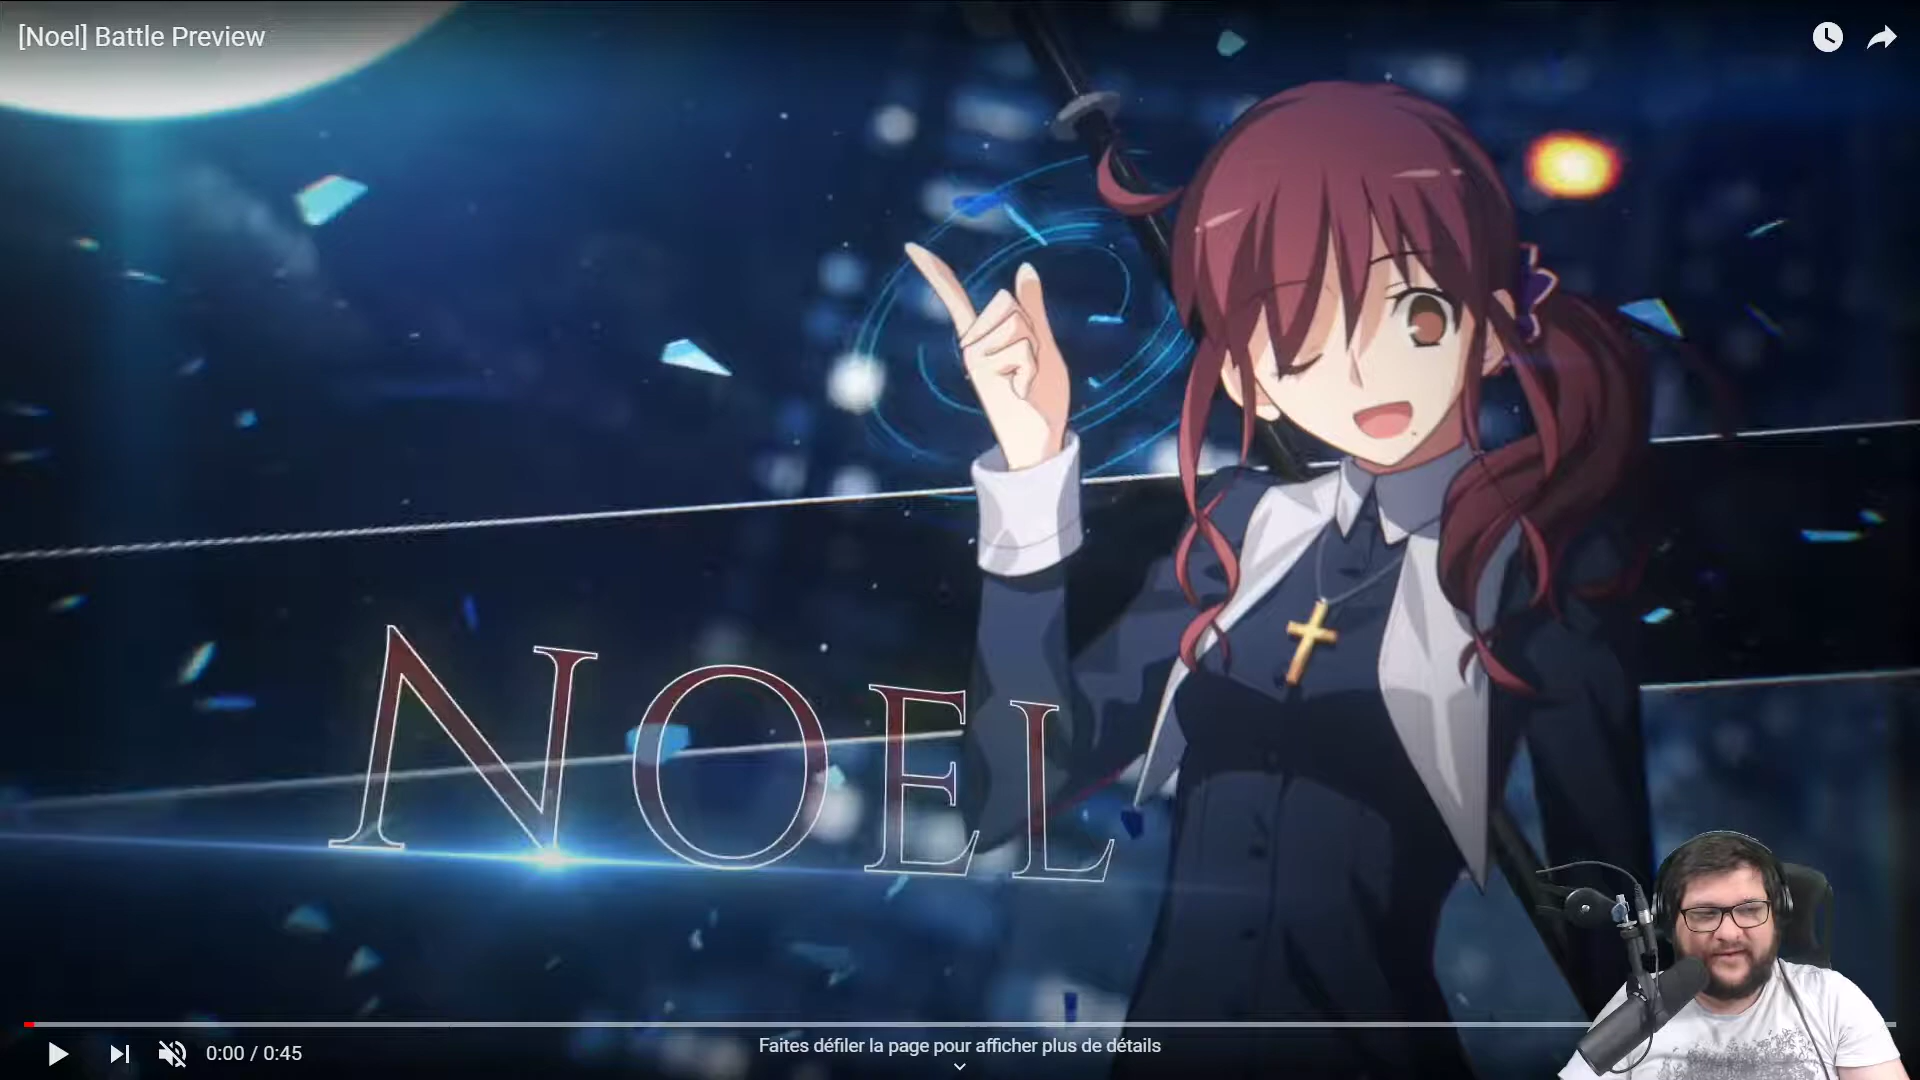 [Noel] Battle Preview
NOEL
0:00 / 0:45
Faites défiler la page pour afficher plus de détails